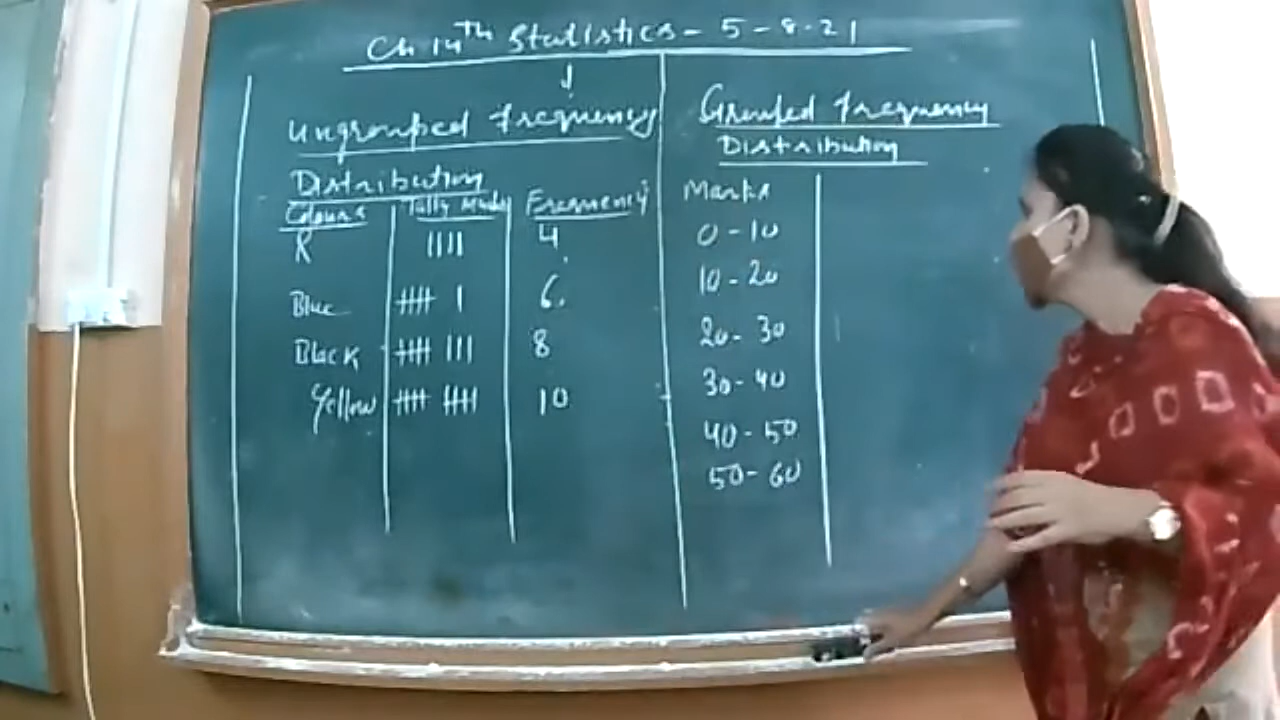 Ch 14th Statistics - 5-8-21
Ungrouped frequency
Distribution
Colours Tally Marks Frequency
R |||| 4
Blue 𝍸 | 6
Black 𝍸 ||| 8
Yellow 𝍸 𝍸 10
Grouped frequency
Distribution
Marks
0-10
10-20
20-30
30-40
40-50
50-60